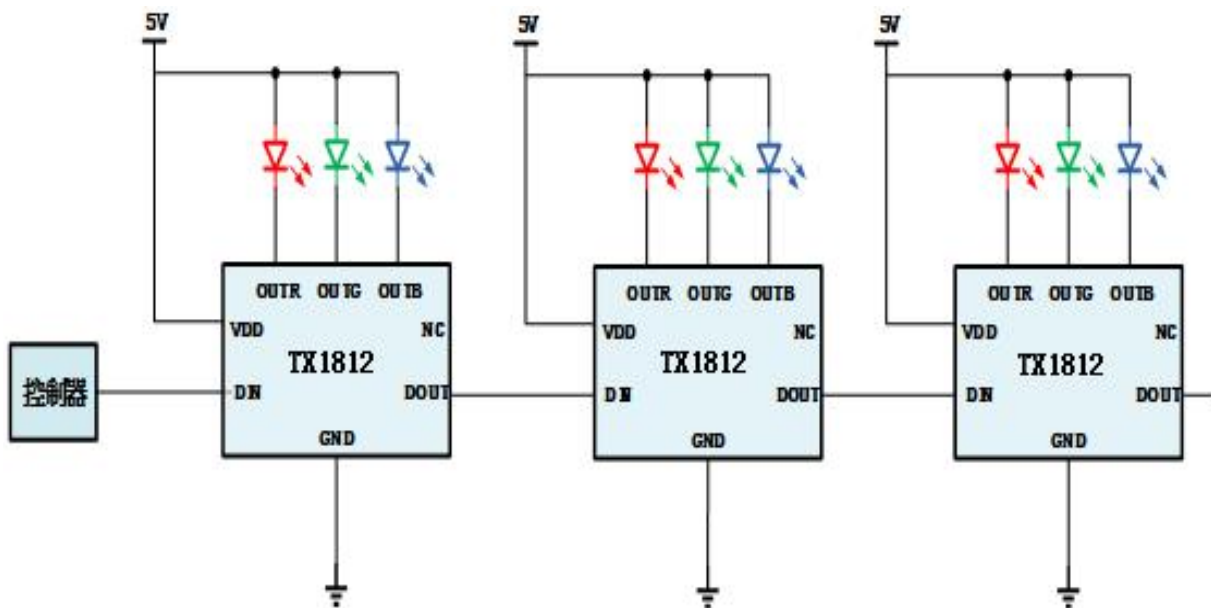 5V 5V 5V
OUTR OUTG OUTB OUTR OUTG OUTB OUTR OUTG OUTB
VDD NC VDD NC VDD NC
TX1812 TX1812 TX1812
控制器 DIN DOUT DIN DOUT DIN DOUT
GND GND GND